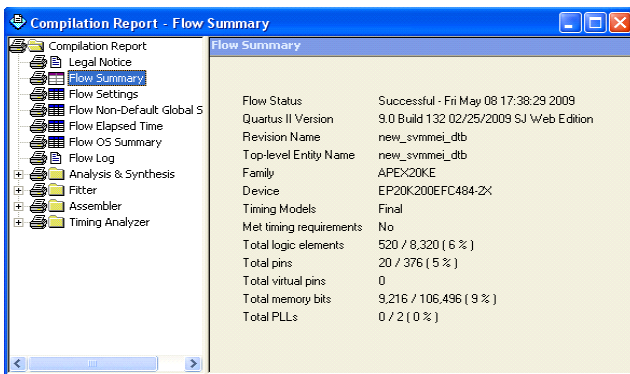 Compilation Report - Flow Summary
Compilation Report
Legal Notice
Flow Summary
Flow Settings
Flow Non-Default Global S
Flow Elapsed Time
Flow OS Summary
Flow Log
Analysis & Synthesis
Fitter
Assembler
Timing Analyzer
Flow Summary
Flow Status Successful - Fri May 08 17:38:29 2009
Quartus II Version 9.0 Build 132 02/25/2009 SJ Web Edition
Revision Name new_svmmei_dtb
Top-level Entity Name new_svmmei_dtb
Family APEX20KE
Device EP20K200EFC484-2X
Timing Models Final
Met timing requirements No
Total logic elements 520 / 8,320 ( 6 % )
Total pins 20 / 376 ( 5 % )
Total virtual pins 0
Total memory bits 9,216 / 106,496 ( 9 % )
Total PLLs 0 / 2 ( 0 % )